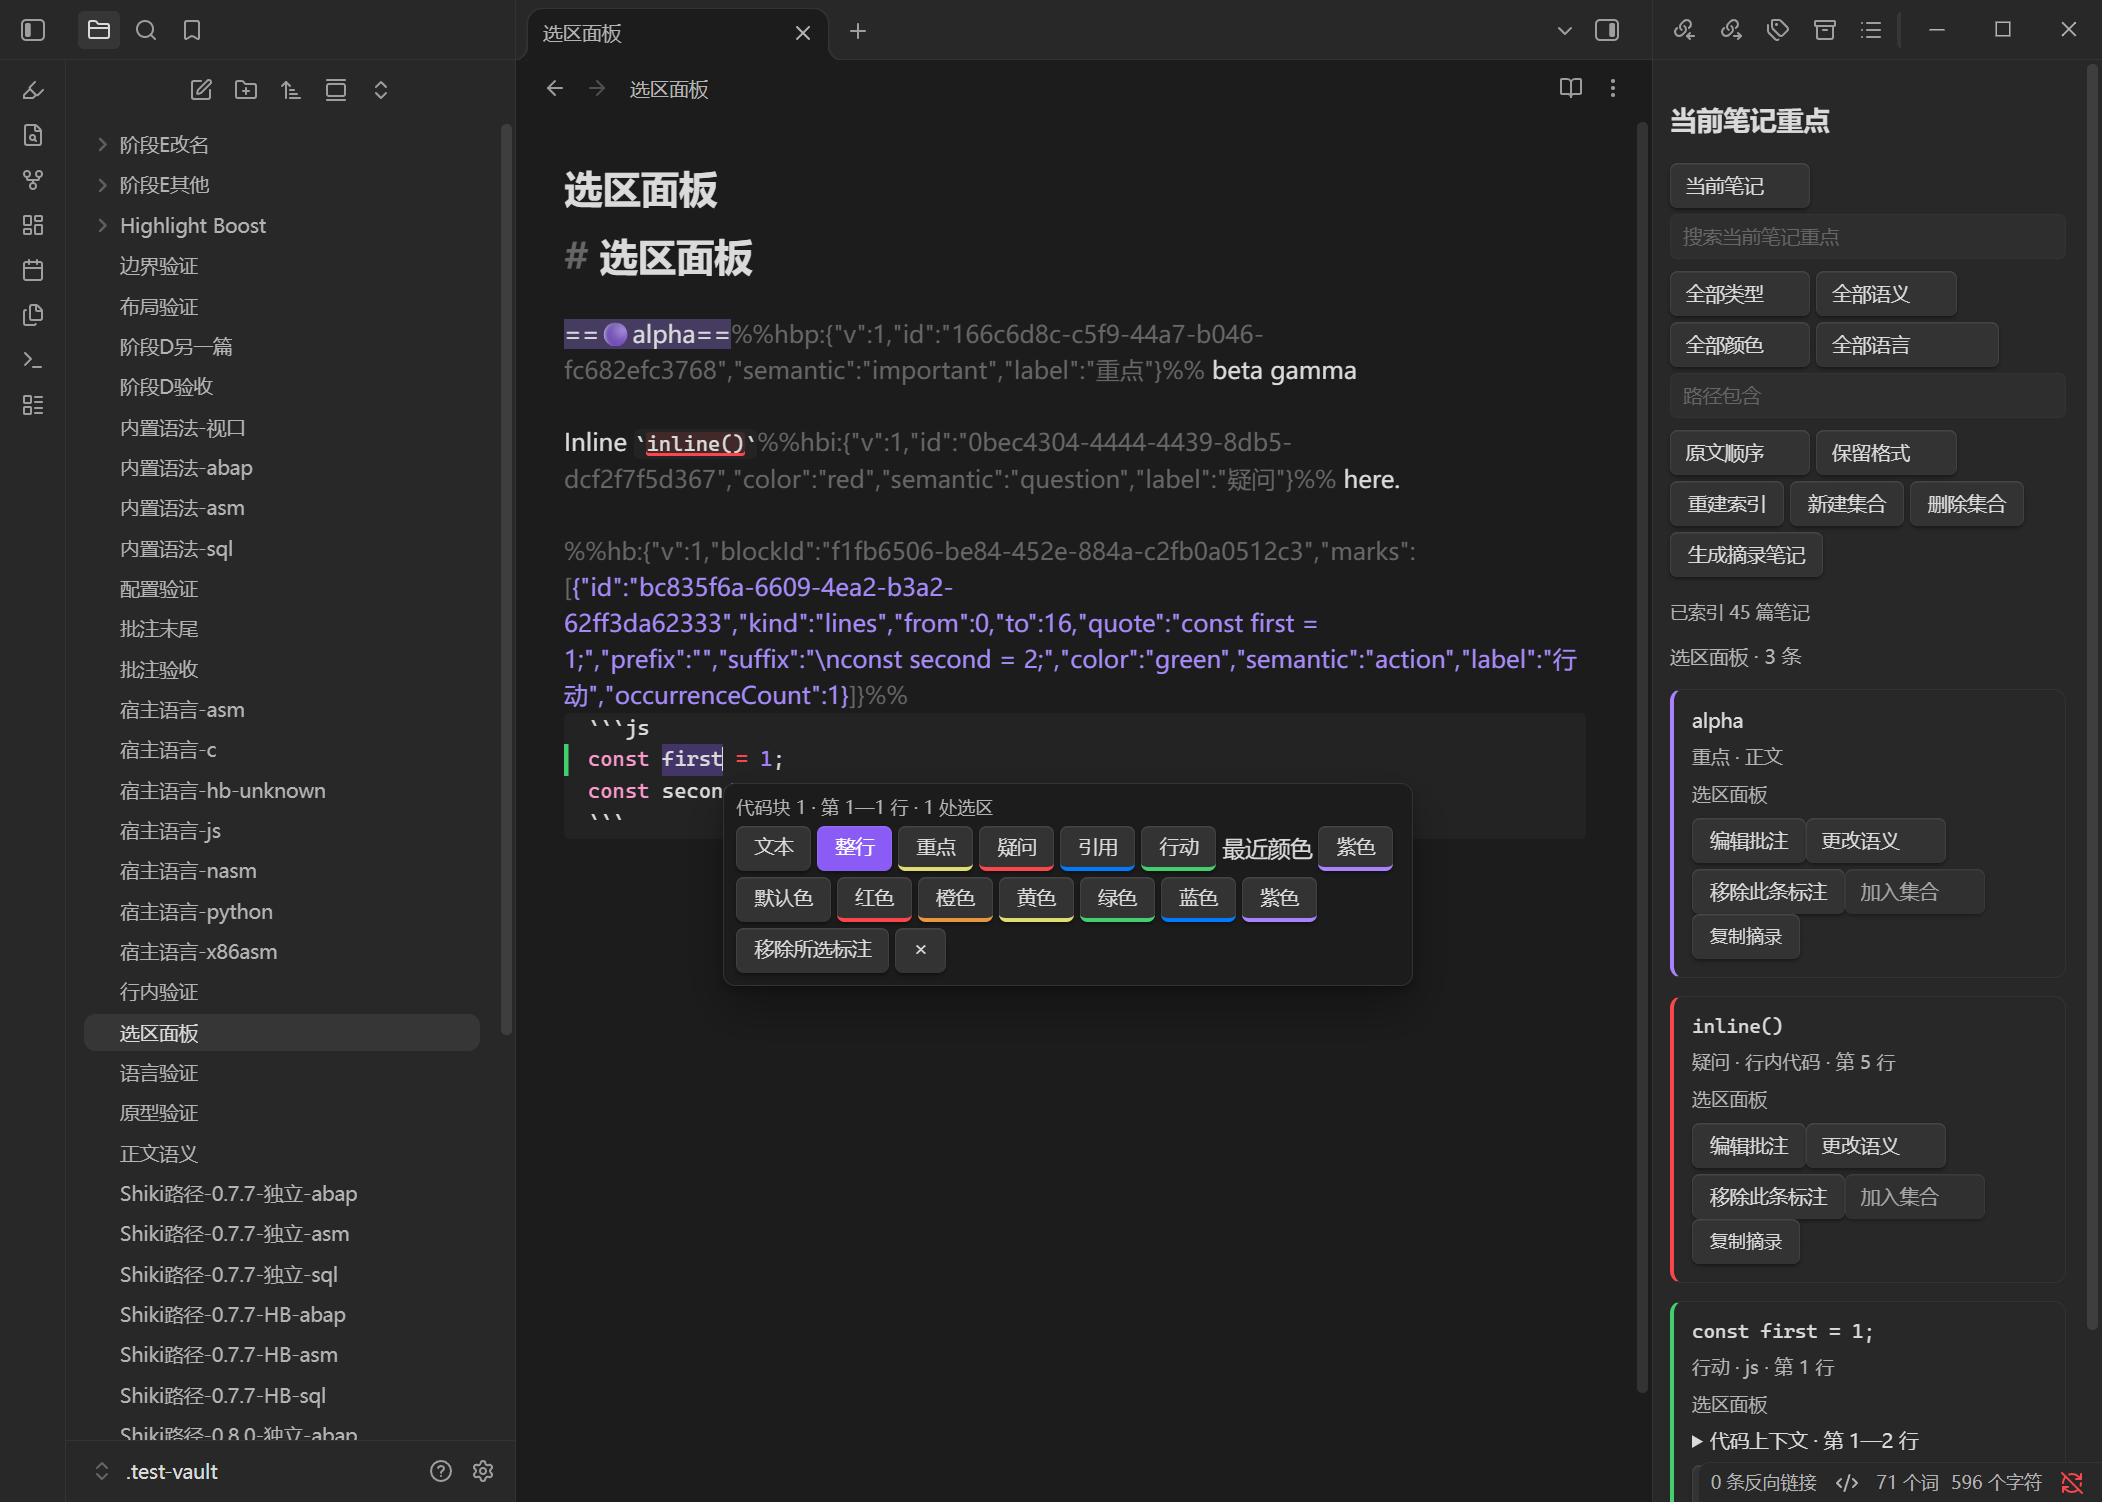 选区面板
选区面板
阶段E改名
阶段E其他
Highlight Boost
边界验证
布局验证
阶段D另一篇
阶段D验收
内置语法-视口
内置语法-abap
内置语法-asm
内置语法-sql
配置验证
批注末尾
批注验收
宿主语言-asm
宿主语言-c
宿主语言-hb-unknown
宿主语言-js
宿主语言-nasm
宿主语言-python
宿主语言-x86asm
行内验证
选区面板
语言验证
原型验证
正文语义
Shiki路径-0.7.7-独立-abap
Shiki路径-0.7.7-独立-asm
Shiki路径-0.7.7-独立-sql
Shiki路径-0.7.7-HB-abap
Shiki路径-0.7.7-HB-asm
Shiki路径-0.7.7-HB-sql
Shiki路径-0.8.0-独立-abap
.test-vault
选区面板
# 选区面板
==🟣alpha==%%hbp:{"v":1,"id":"166c6d8c-c5f9-44a7-b046-
fc682efc3768","semantic":"important","label":"重点"}%% beta gamma
Inline `inline()`%%hbi:{"v":1,"id":"0bec4304-4444-4439-8db5-
dcf2f7f5d367","color":"red","semantic":"question","label":"疑问"}%% here.
%%hb:{"v":1,"blockId":"f1fb6506-be84-452e-884a-c2fb0a0512c3","marks":
[{"id":"bc835f6a-6609-4ea2-b3a2-
62ff3da62333","kind":"lines","from":0,"to":16,"quote":"const first =
1;","prefix":"","suffix":"\nconst second = 2;","color":"green","semantic":"action","label":"行
动","occurrenceCount":1}]}%%
```js
const first = 1;
const secon
```
代码块 1 · 第 1—1 行 · 1 处选区
文本 整行 重点 疑问 引用 行动 最近颜色 紫色
默认色 红色 橙色 黄色 绿色 蓝色 紫色
移除所选标注 ×
当前笔记重点
当前笔记
搜索当前笔记重点
全部类型 全部语义
全部颜色 全部语言
路径包含
原文顺序 保留格式
重建索引 新建集合 删除集合
生成摘录笔记
已索引 45 篇笔记
选区面板 · 3 条
alpha
重点 · 正文
选区面板
编辑批注 更改语义
移除此条标注 加入集合
复制摘录
inline()
疑问 · 行内代码 · 第 5 行
选区面板
编辑批注 更改语义
移除此条标注 加入集合
复制摘录
const first = 1;
行动 · js · 第 1 行
选区面板
▶ 代码上下文 · 第 1—2 行
0 条反向链接 </> 71 个词 596 个字符